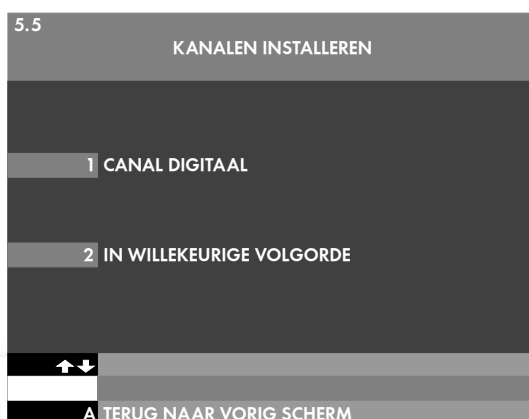 5.5
KANALEN INSTALLEREN
1 CANAL DIGITAAL
2 IN WILLEKEURIGE VOLGORDE
A TERUG NAAR VORIG SCHERM